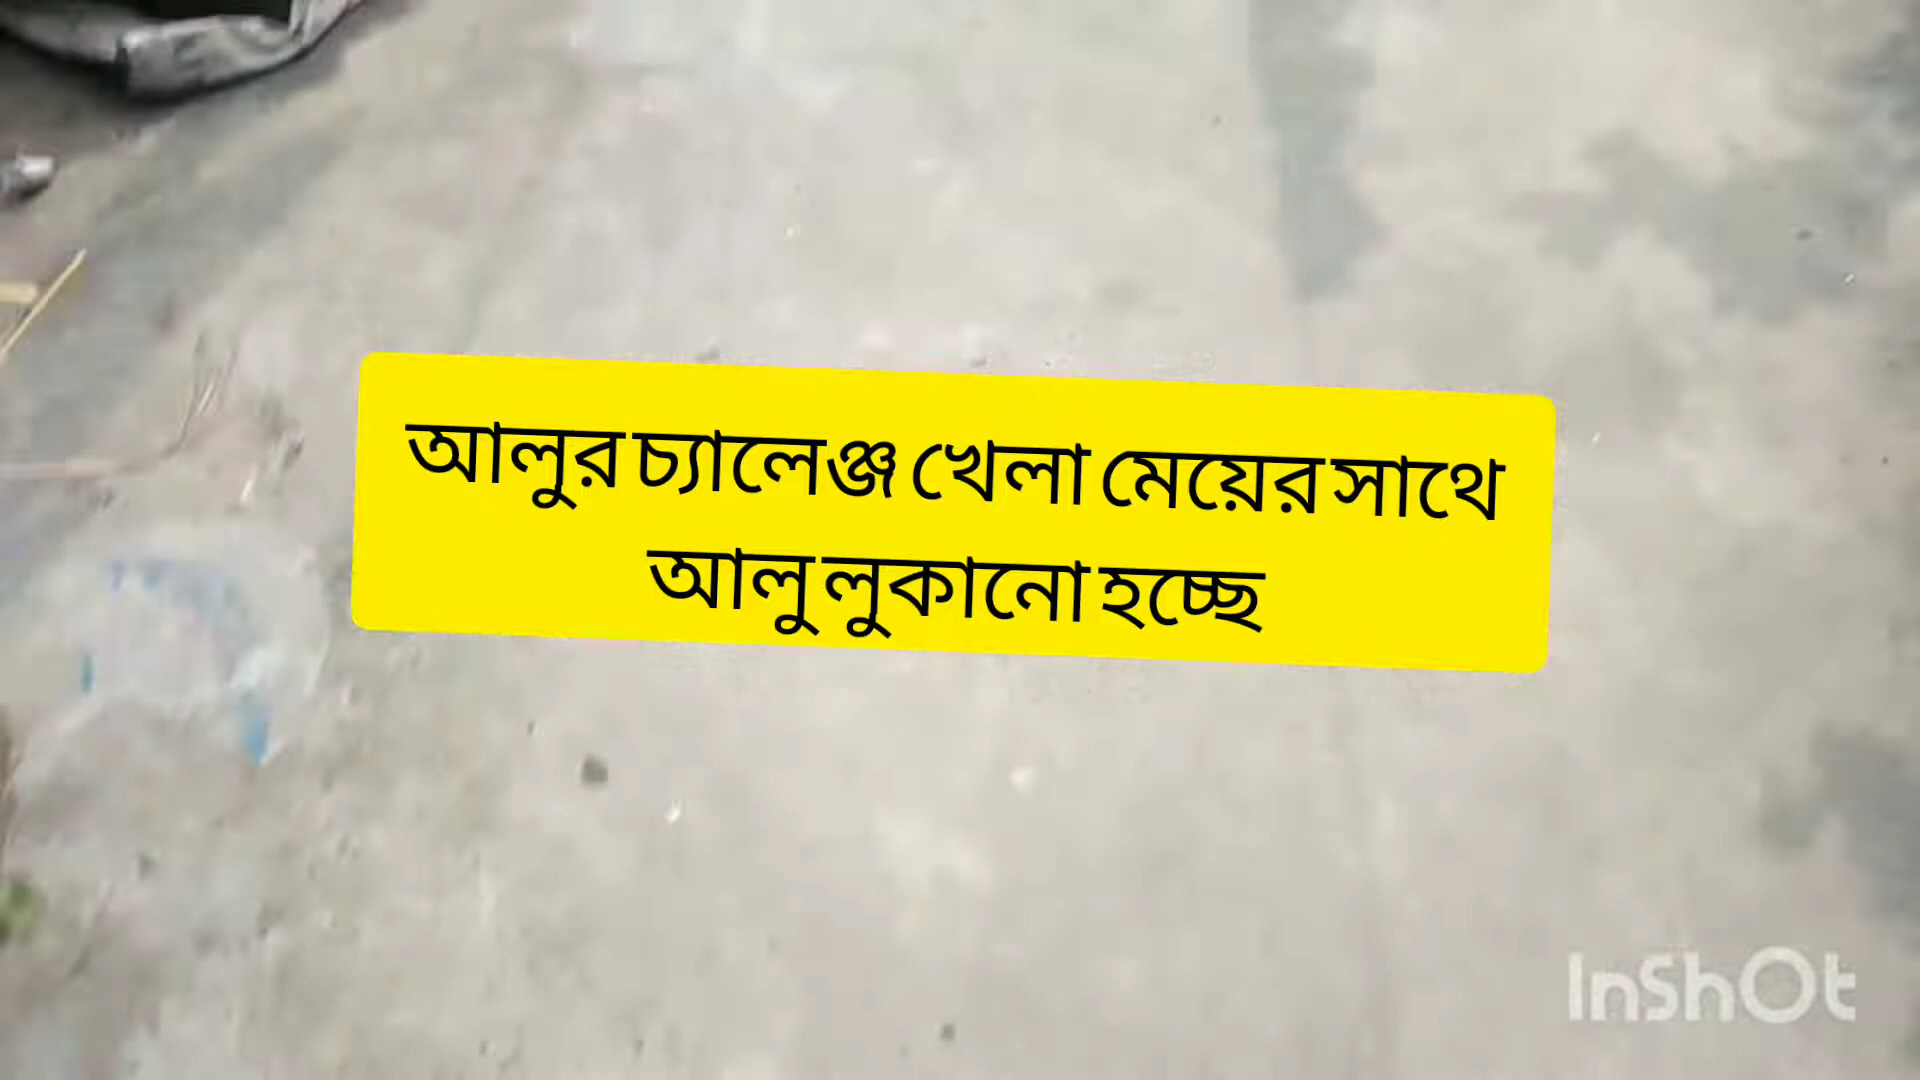 আলুর চ্যালেঞ্জ খেলা মেয়ের সাথে
আলু লুকানো হচ্ছে
InShOt